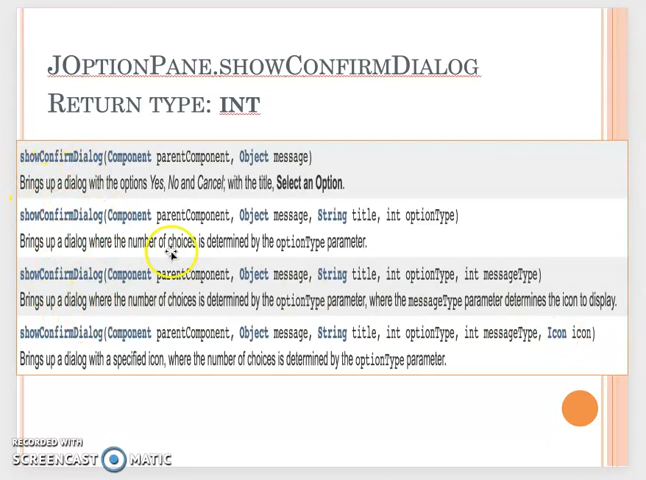 JOptionPane.showConfirmDialog
Return type: int
showConfirmDialog(Component parentComponent, Object message)
Brings up a dialog with the options Yes, No and Cancel; with the title, Select an Option.
showConfirmDialog(Component parentComponent, Object message, String title, int optionType)
Brings up a dialog where the number of choices is determined by the optionType parameter.
showConfirmDialog(Component parentComponent, Object message, String title, int optionType, int messageType)
Brings up a dialog where the number of choices is determined by the optionType parameter, where the messageType parameter determines the icon to display.
showConfirmDialog(Component parentComponent, Object message, String title, int optionType, int messageType, Icon icon)
Brings up a dialog with a specified icon, where the number of choices is determined by the optionType parameter.
RECORDED WITH
SCREENCAST MATIC